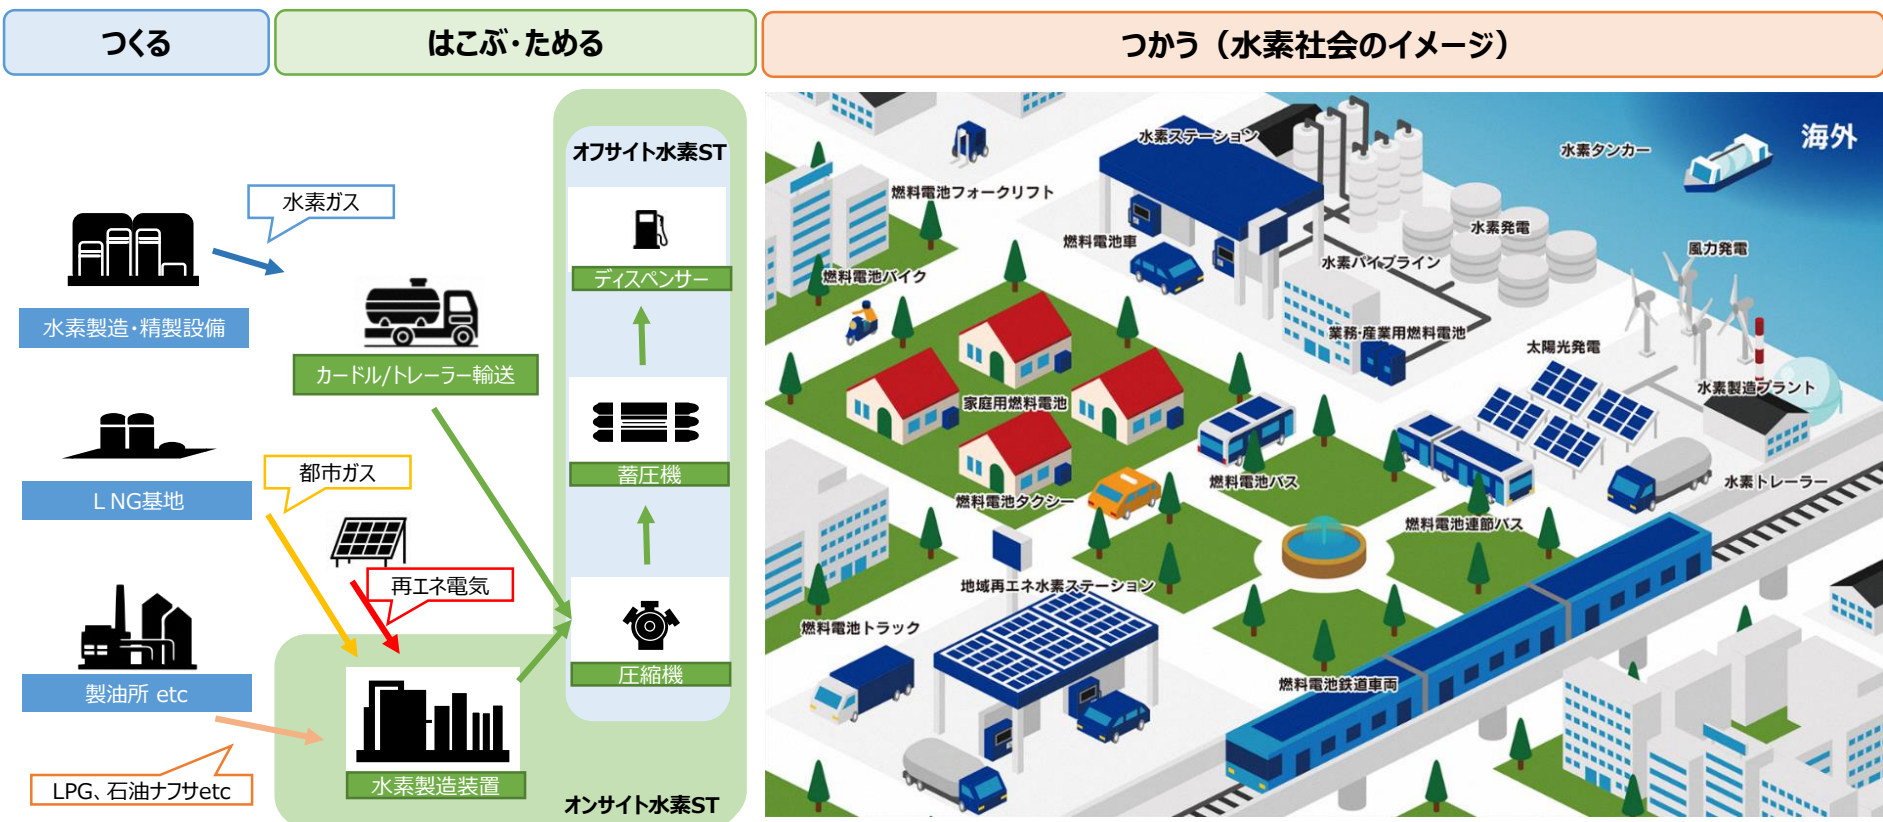 つくる
はこぶ・ためる
つかう（水素社会のイメージ）
水素ガス
水素製造・精製設備
カードル/トレーラー輸送
LNG基地
都市ガス
再エネ電気
製油所 etc
LPG、石油ナフサetc
水素製造装置
オフサイト水素ST
ディスペンサー
蓄圧機
圧縮機
オンサイト水素ST
水素ステーション
水素タンカー
海外
燃料電池フォークリフト
燃料電池車
水素発電
水素パイプライン
風力発電
燃料電池バイク
業務・産業用燃料電池
太陽光発電
水素製造プラント
家庭用燃料電池
燃料電池バス
水素トレーラー
燃料電池タクシー
燃料電池連節バス
地域再エネ水素ステーション
燃料電池トラック
燃料電池鉄道車両